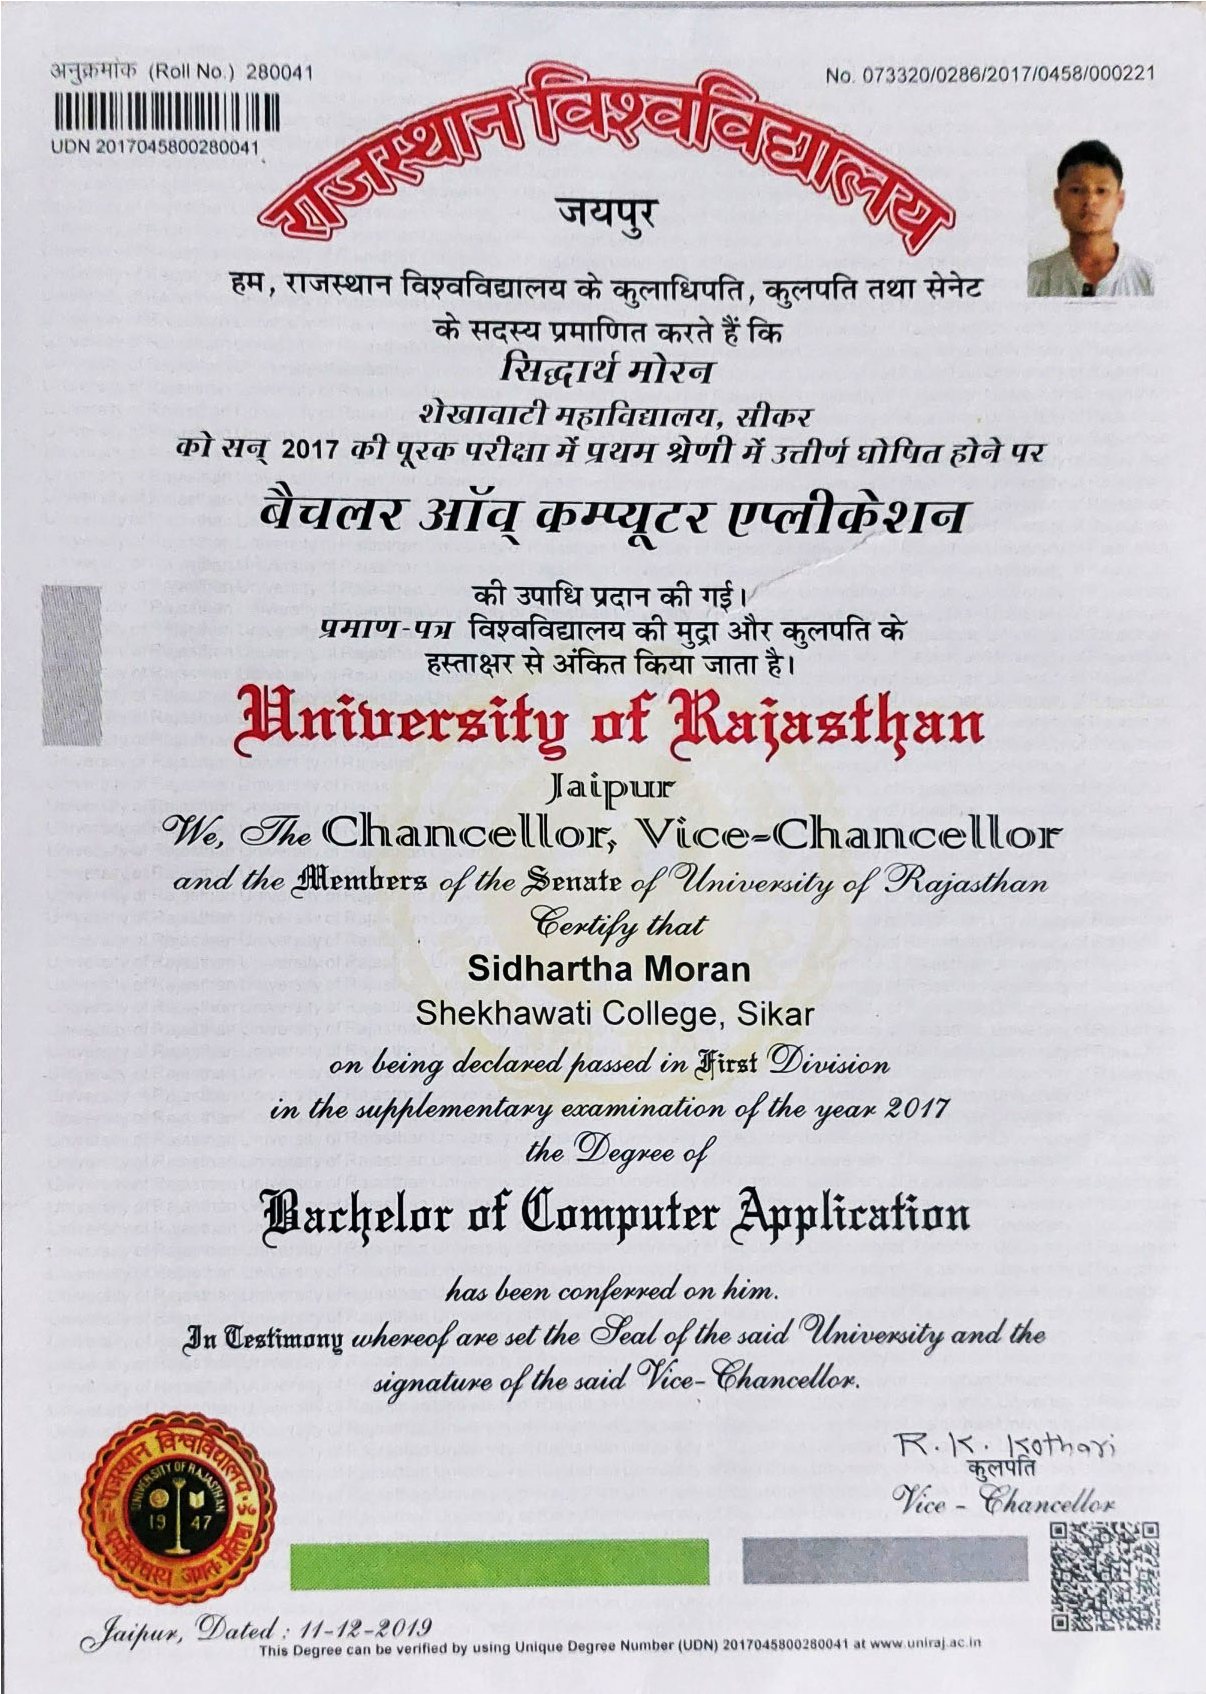 अनुक्रमांक (Roll No.) 280041
No. 073320/0286/2017/0458/000221
UDN 2017045800280041
राजस्थान विश्वविद्यालय
जयपुर
हम, राजस्थान विश्वविद्यालय के कुलाधिपति, कुलपति तथा सेनेट
के सदस्य प्रमाणित करते हैं कि
सिद्धार्थ मोरन
शेखावाटी महाविद्यालय, सीकर
को सन् 2017 की पूरक परीक्षा में प्रथम श्रेणी में उत्तीर्ण घोषित होने पर
बैचलर ऑव् कम्प्यूटर एप्लीकेशन
की उपाधि प्रदान की गई।
प्रमाण-पत्र विश्वविद्यालय की मुद्रा और कुलपति के
हस्ताक्षर से अंकित किया जाता है।
University of Rajasthan
Jaipur
We, The Chancellor, Vice-Chancellor
and the Members of the Senate of University of Rajasthan
Certify that
Sidhartha Moran
Shekhawati College, Sikar
on being declared passed in First Division
in the supplementary examination of the year 2017
the Degree of
Bachelor of Computer Application
has been conferred on him.
In Testimony whereof are set the Seal of the said University and the
signature of the said Vice-Chancellor.
R. K. Kothari
कुलपति
Vice - Chancellor
राजस्थान विश्वविद्यालय
UNIVERSITY OF RAJASTHAN
19 47
Jaipur, Dated : 11-12-2019
This Degree can be verified by using Unique Degree Number (UDN) 2017045800280041 at www.uniraj.ac.in